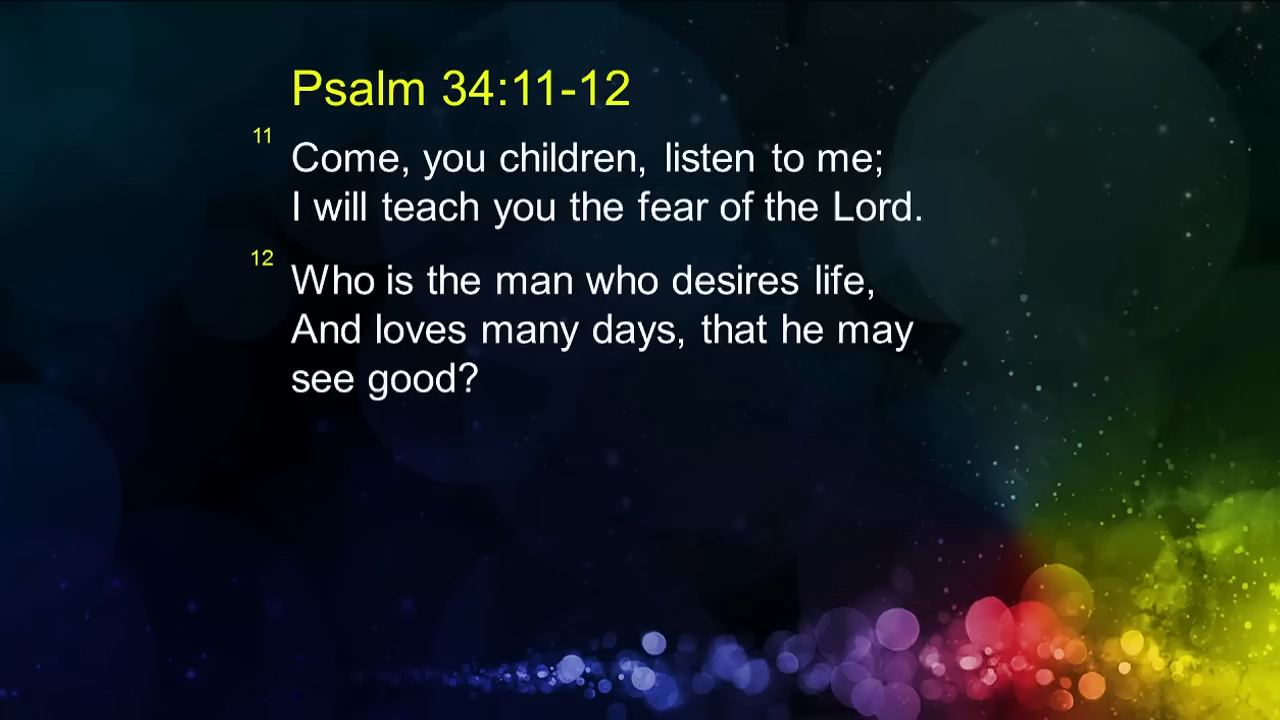 Psalm 34:11-12
11 Come, you children, listen to me;
I will teach you the fear of the Lord.
12 Who is the man who desires life,
And loves many days, that he may
see good?